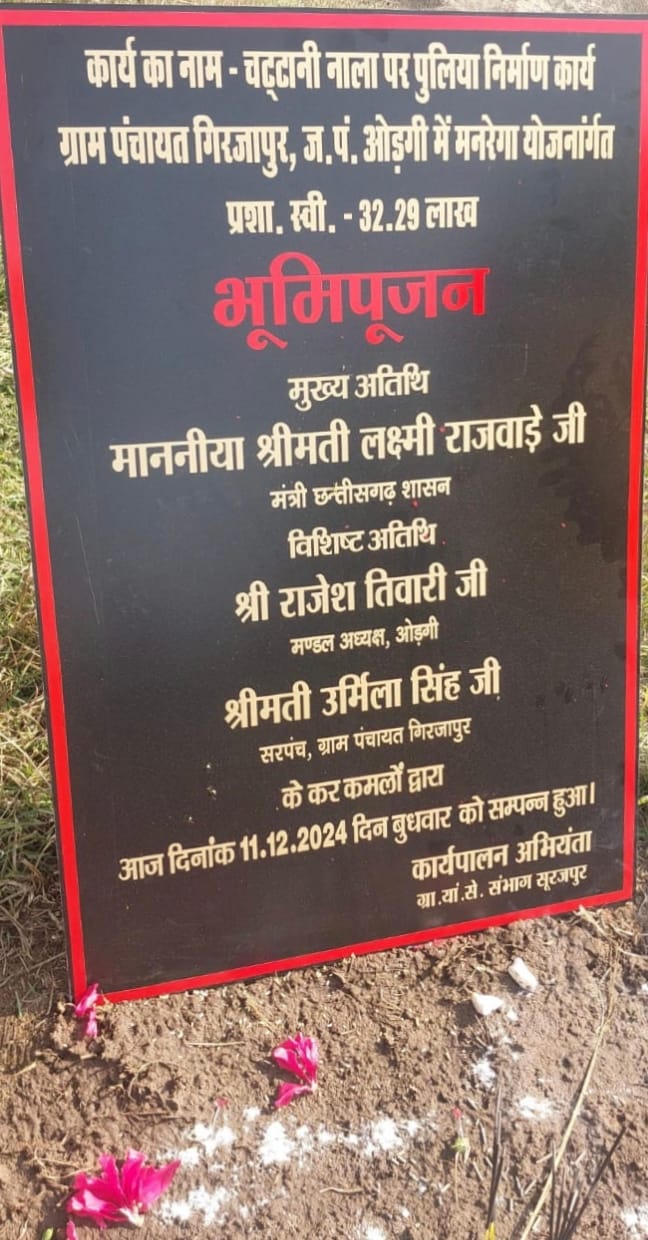 कार्य का नाम - चट्टानी नाला पर पुलिया निर्माण कार्य
ग्राम पंचायत गिरजापुर, ज.पं. ओड़गी में मनरेगा योजनांर्गत
प्रशा. स्वी. - 32.29 लाख
भूमिपूजन
मुख्य अतिथि
माननीया श्रीमती लक्ष्मी राजवाड़े जी
मंत्री छत्तीसगढ़ शासन
विशिष्ट अतिथि
श्री राजेश तिवारी जी
मण्डल अध्यक्ष, ओड़गी
श्रीमती उर्मिला सिंह जी
सरपंच, ग्राम पंचायत गिरजापुर
के कर कमलों द्वारा
आज दिनांक 11.12.2024 दिन बुधवार को सम्पन्न हुआ।
कार्यपालन अभियंता
ग्रा.यां.से. संभाग सूरजपुर